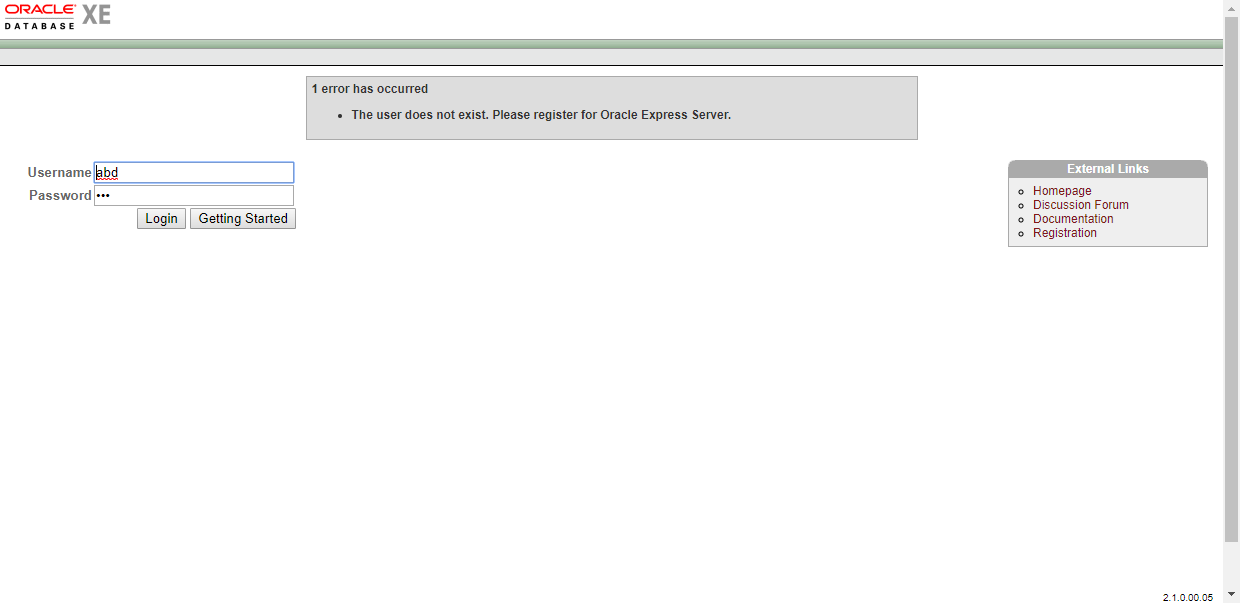 ORACLE
DATABASE XE
1 error has occurred
The user does not exist. Please register for Oracle Express Server.
Username abd
Password •••
Login Getting Started
External Links
Homepage
Discussion Forum
Documentation
Registration
2.1.0.00.05